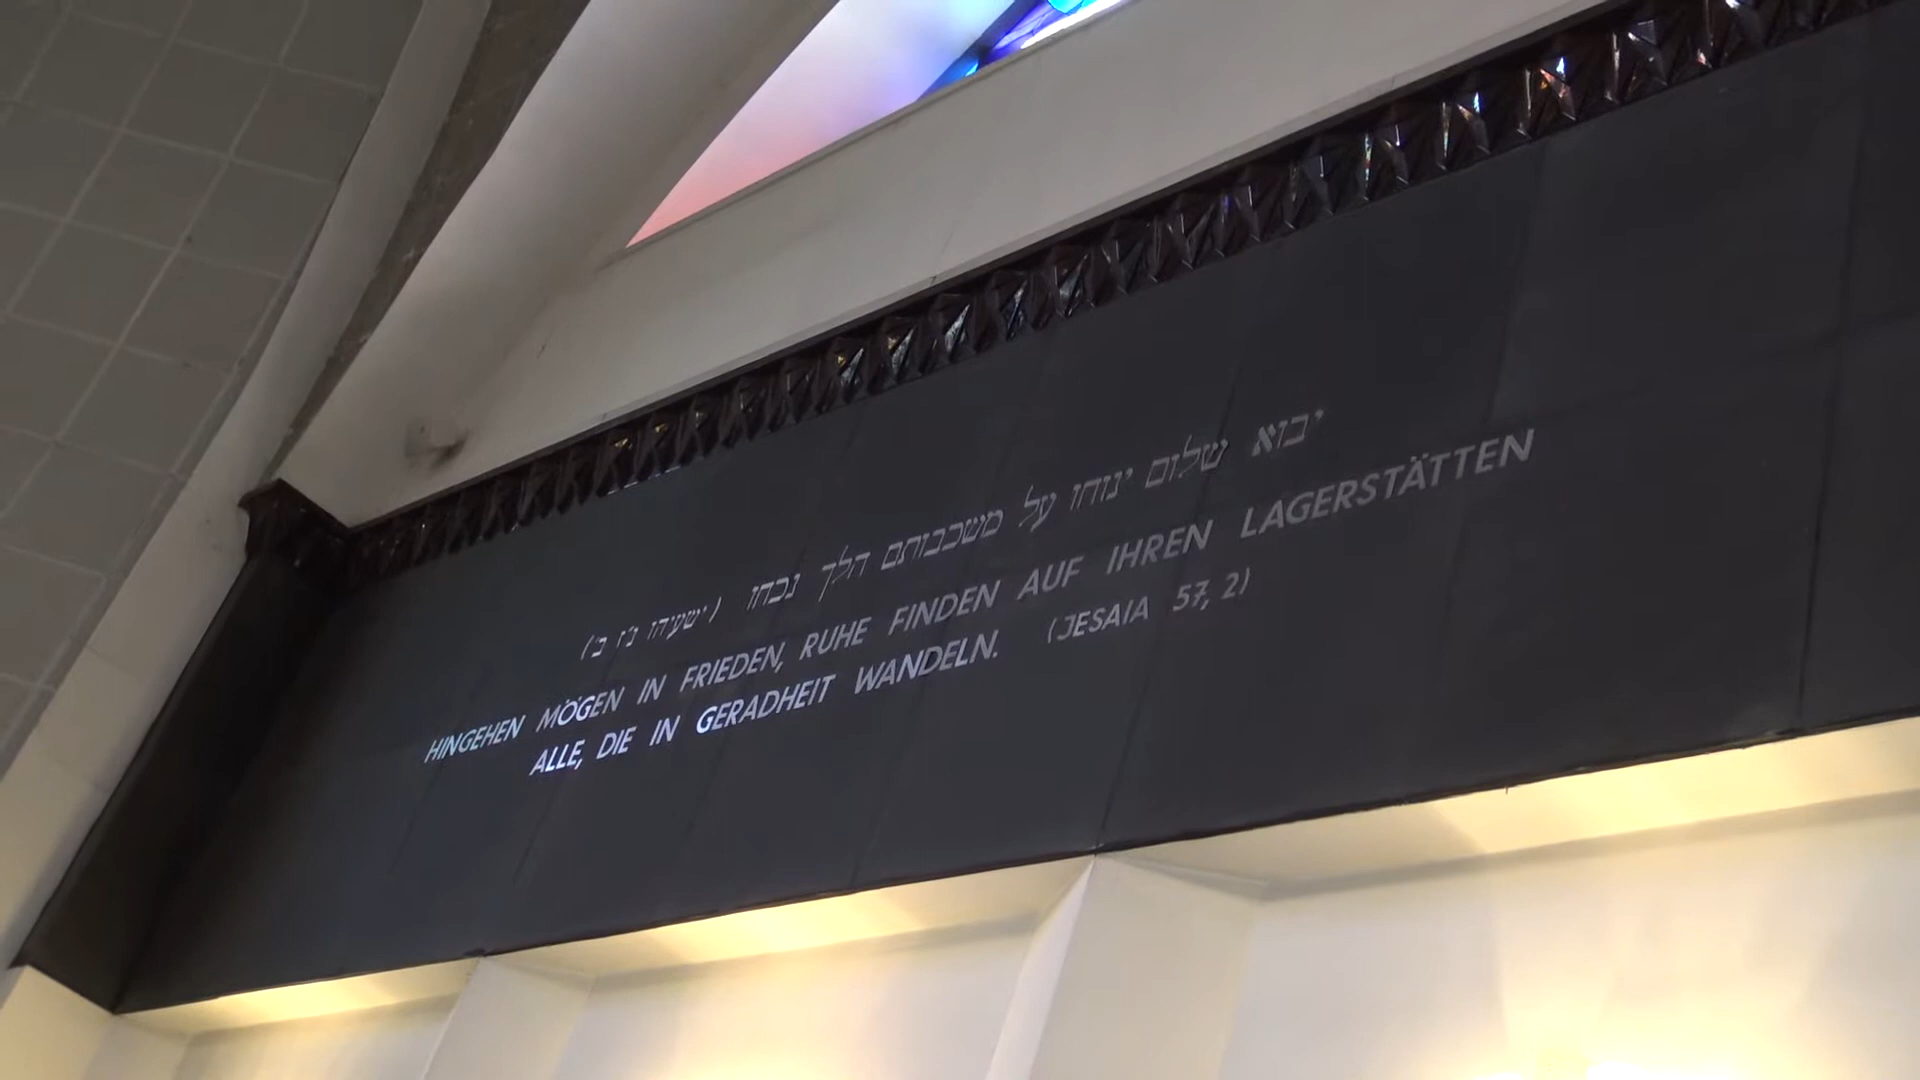 יבוא שלום ינוחו על משכבותם הלך נכחו (ישעיהו נ"ז ב')
HINGEHEN MÖGEN IN FRIEDEN, RUHE FINDEN AUF IHREN LAGERSTÄTTEN
ALLE, DIE IN GERADHEIT WANDELN. (JESAIA 57, 2)